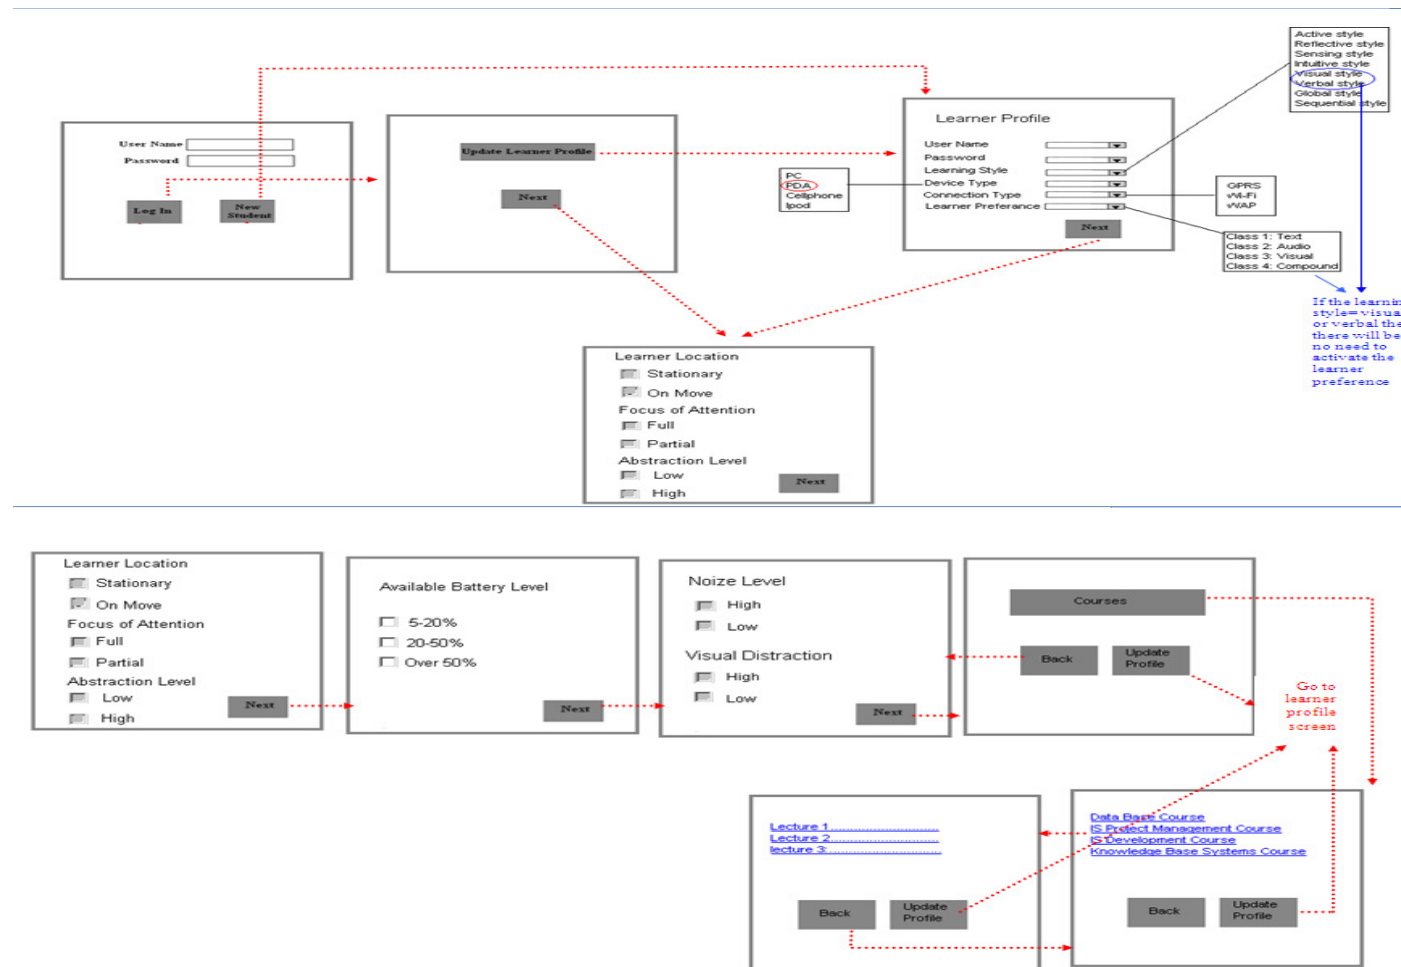 User Name
Password
Log In
New
Student
Update Learner Profile
Next
Learner Profile
User Name
Password
Learning Style
Device Type
Connection Type
Learner Preferance
Next
PC
PDA
Cellphone
Ipod
Active style
Reflective style
Sensing style
Intuitive style
Visual style
Verbal style
Global style
Sequential style
GPRS
Wi-Fi
WAP
Class 1: Text
Class 2: Audio
Class 3: Visual
Class 4: Compound
If the learnin
style= visua
or verbal the
there will be
no need to
activate the
learner
preference
Learner Location
Stationary
On Move
Focus of Attention
Full
Partial
Abstraction Level
Low
High
Next
Learner Location
Stationary
On Move
Focus of Attention
Full
Partial
Abstraction Level
Low
High
Next
Available Battery Level
5-20%
20-50%
Over 50%
Next
Noize Level
High
Low
Visual Distraction
High
Low
Next
Courses
Back
Update
Profile
Go to
learner
profile
screen
Lecture 1..............................
Lecture 2..............................
lecture 3:..............................
Back
Update
Profile
Data Base Course
IS Project Management Course
IS Development Course
Knowledge Base Systems Course
Back
Update
Profile